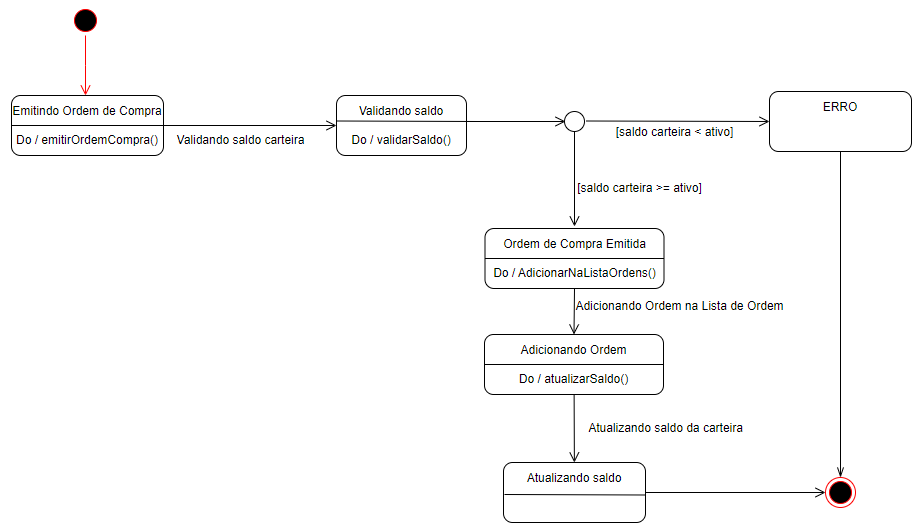 Emitindo Ordem de Compra
Do / emitirOrdemCompra()
Validando saldo carteira
Validando saldo
Do / validarSaldo()
[saldo carteira < ativo]
ERRO
[saldo carteira >= ativo]
Ordem de Compra Emitida
Do / AdicionarNaListaOrdens()
Adicionando Ordem na Lista de Ordem
Adicionando Ordem
Do / atualizarSaldo()
Atualizando saldo da carteira
Atualizando saldo